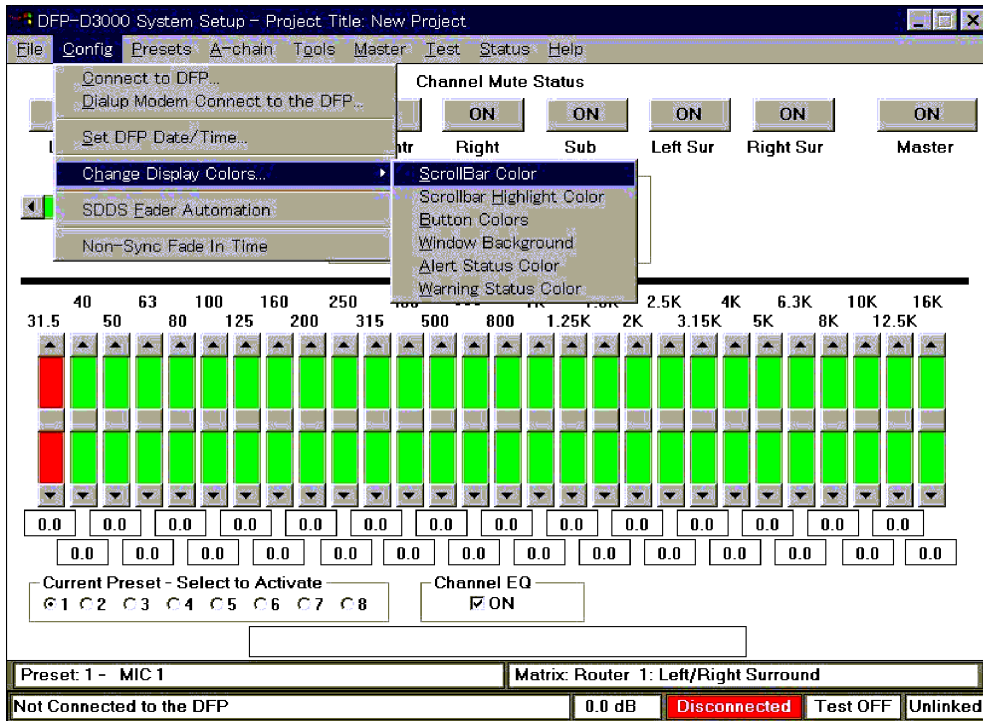 DFP-D3000 System Setup - Project Title: New Project
File Config Presets A-chain Tools Master Test Status Help
Connect to DFP...
Dialup Modem Connect to the DFP...
Set DFP Date/Time...
Change Display Colors...
SDDS Fader Automation
Non-Sync Fade In Time
ScrollBar Color
Scrollbar Highlight Color
Button Colors
Window Background
Alert Status Color
Warning Status Color
Channel Mute Status
ON ON ON ON ON
Right Sub Left Sur Right Sur Master
40 63 100 160 250 2.5K 4K 6.3K 10K 16K
31.5 50 80 125 200 315 500 800 1.25K 2K 3.15K 5K 8K 12.5K
0.0 0.0 0.0 0.0 0.0 0.0 0.0 0.0 0.0 0.0 0.0 0.0 0.0 0.0
0.0 0.0 0.0 0.0 0.0 0.0 0.0 0.0 0.0 0.0 0.0 0.0 0.0 0.0
Current Preset - Select to Activate
1 2 3 4 5 6 7 8
Channel EQ
ON
Preset: 1 - MIC 1
Matrix: Router 1: Left/Right Surround
Not Connected to the DFP
0.0 dB
Disconnected
Test OFF
Unlinked